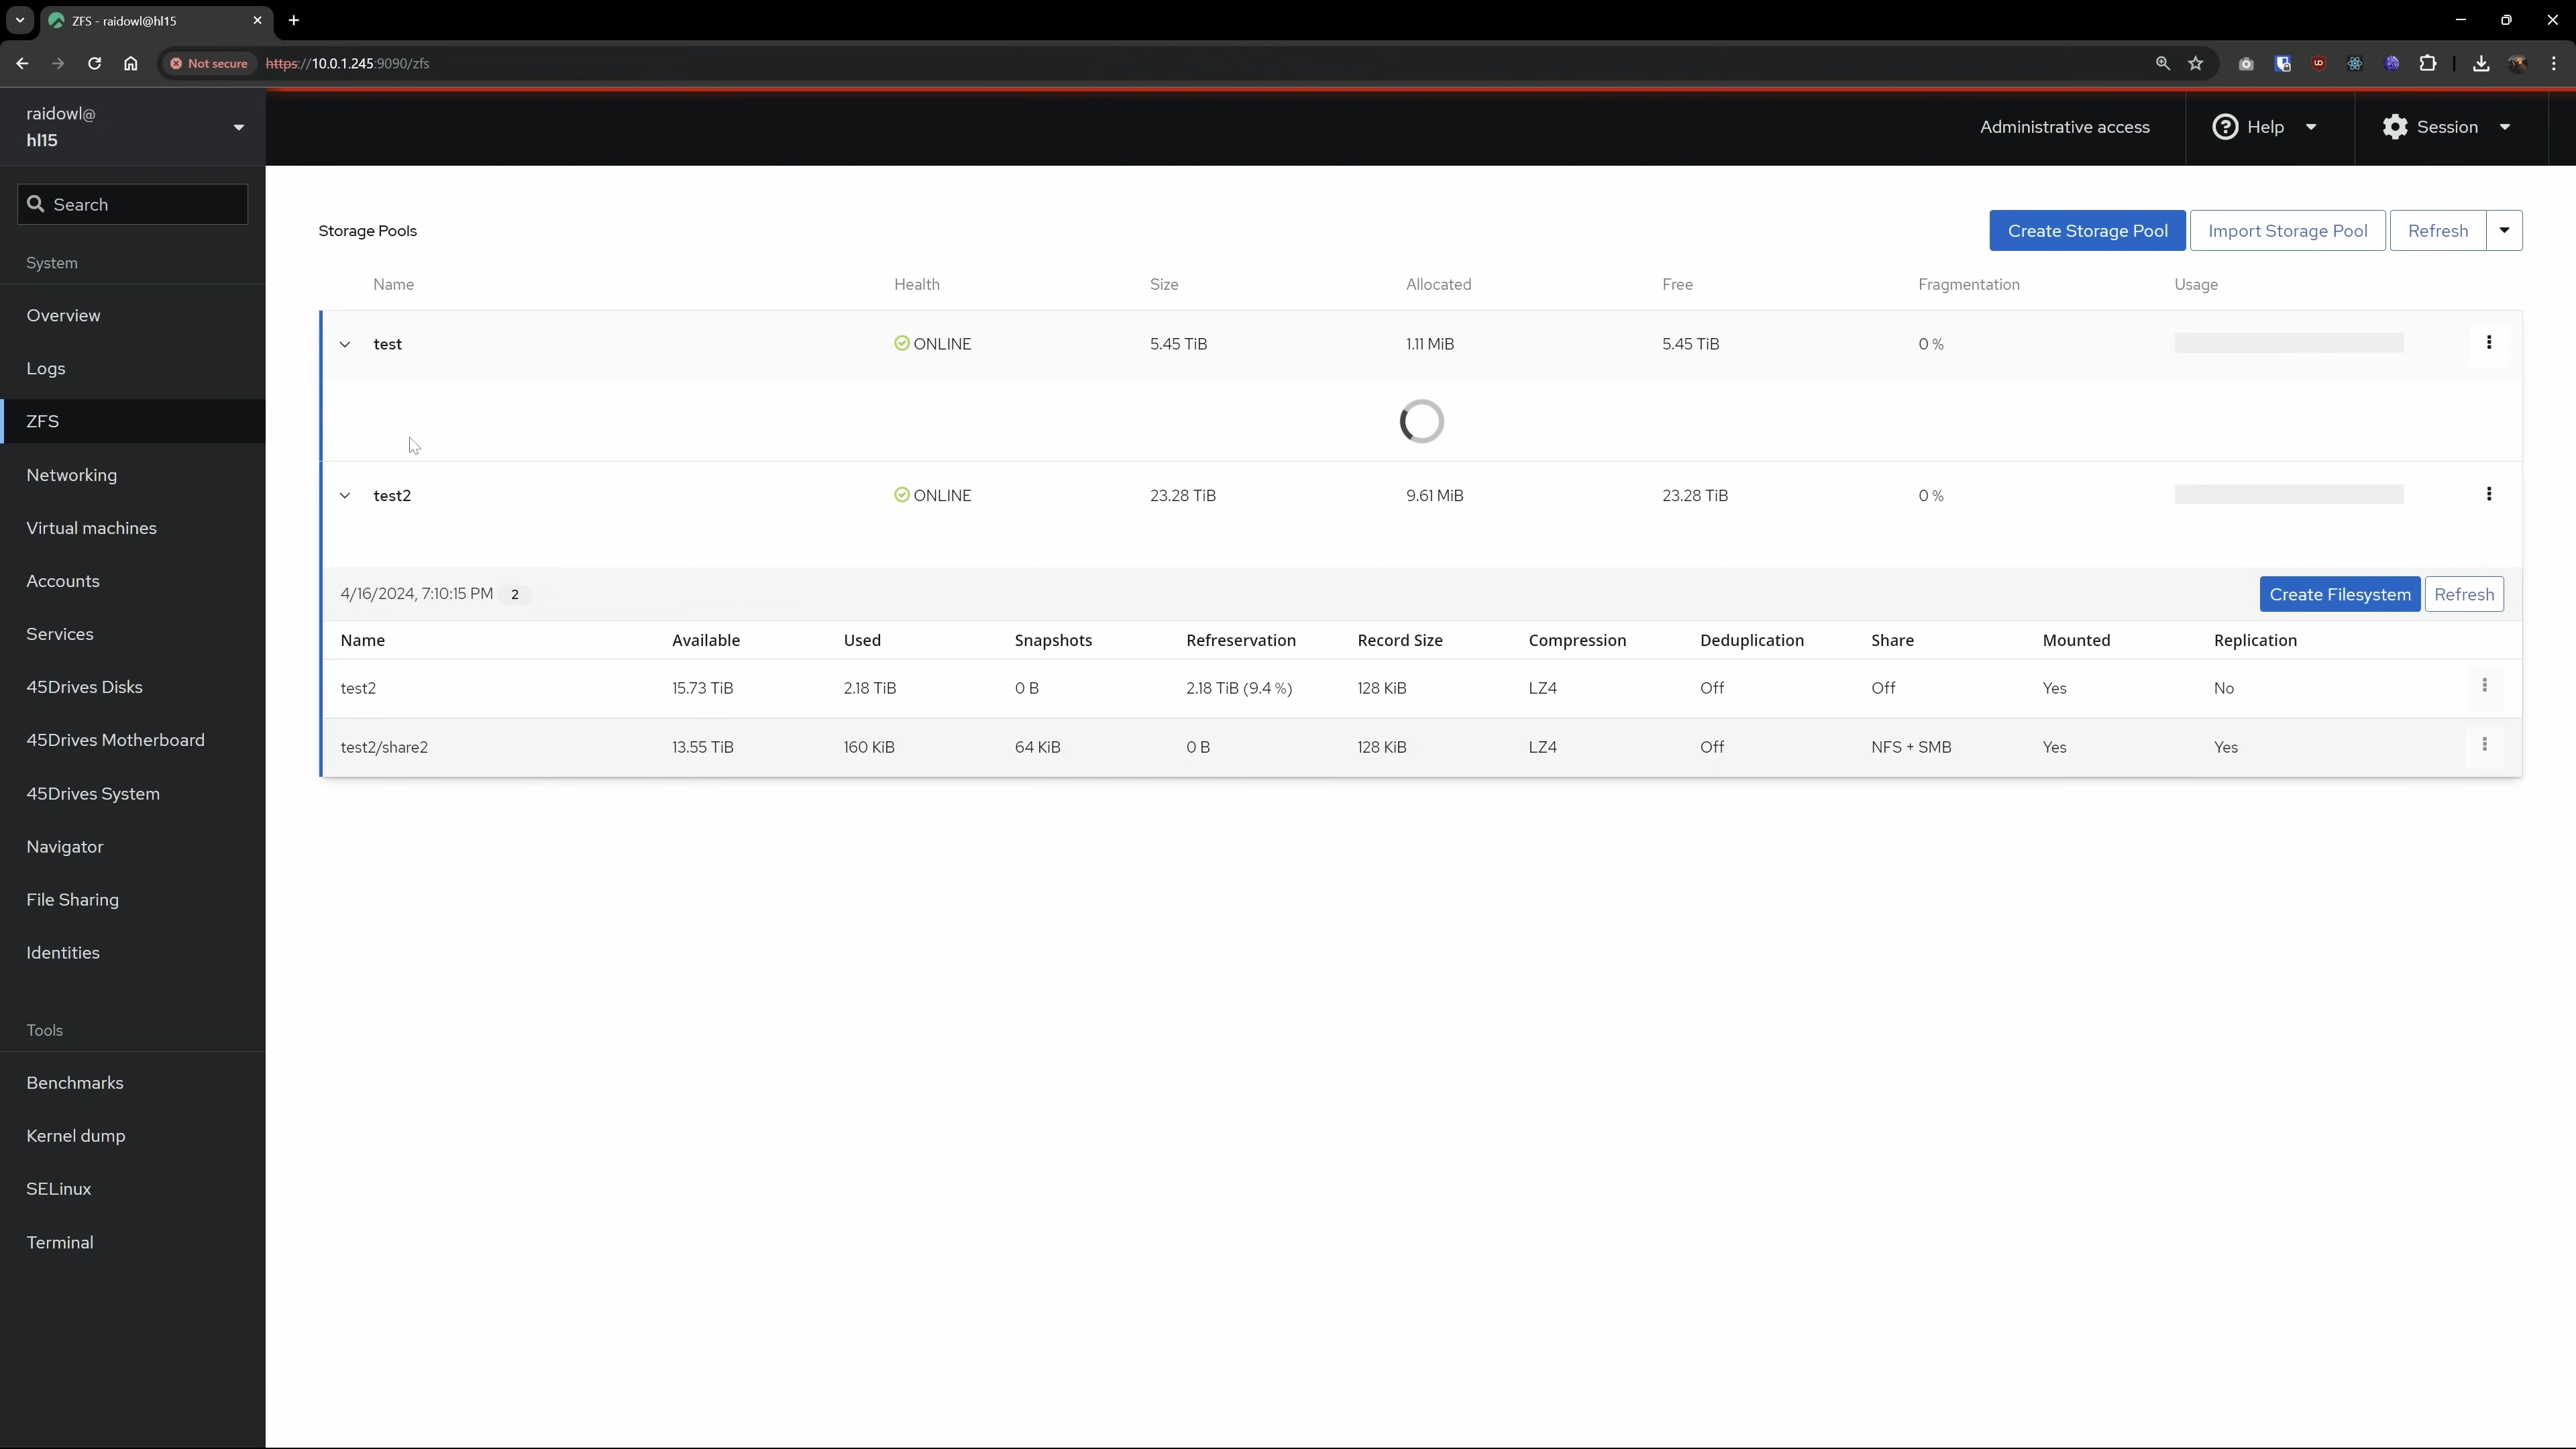 ZFS - raidowl@hl15
Not secure https://10.0.1.245:9090/zfs
raidowl@
hl15
Administrative access Help Session
Search
System
Overview
Logs
ZFS
Networking
Virtual machines
Accounts
Services
45Drives Disks
45Drives Motherboard
45Drives System
Navigator
File Sharing
Identities
Tools
Benchmarks
Kernel dump
SELinux
Terminal
Storage Pools Create Storage Pool Import Storage Pool Refresh
Name Health Size Allocated Free Fragmentation Usage
test ONLINE 5.45 TiB 1.11 MiB 5.45 TiB 0 %
test2 ONLINE 23.28 TiB 9.61 MiB 23.28 TiB 0 %
4/16/2024, 7:10:15 PM 2 Create Filesystem Refresh
Name Available Used Snapshots Refreservation Record Size Compression Deduplication Share Mounted Replication
test2 15.73 TiB 2.18 TiB 0 B 2.18 TiB (9.4 %) 128 KiB LZ4 Off Off Yes No
test2/share2 13.55 TiB 160 KiB 64 KiB 0 B 128 KiB LZ4 Off NFS + SMB Yes Yes